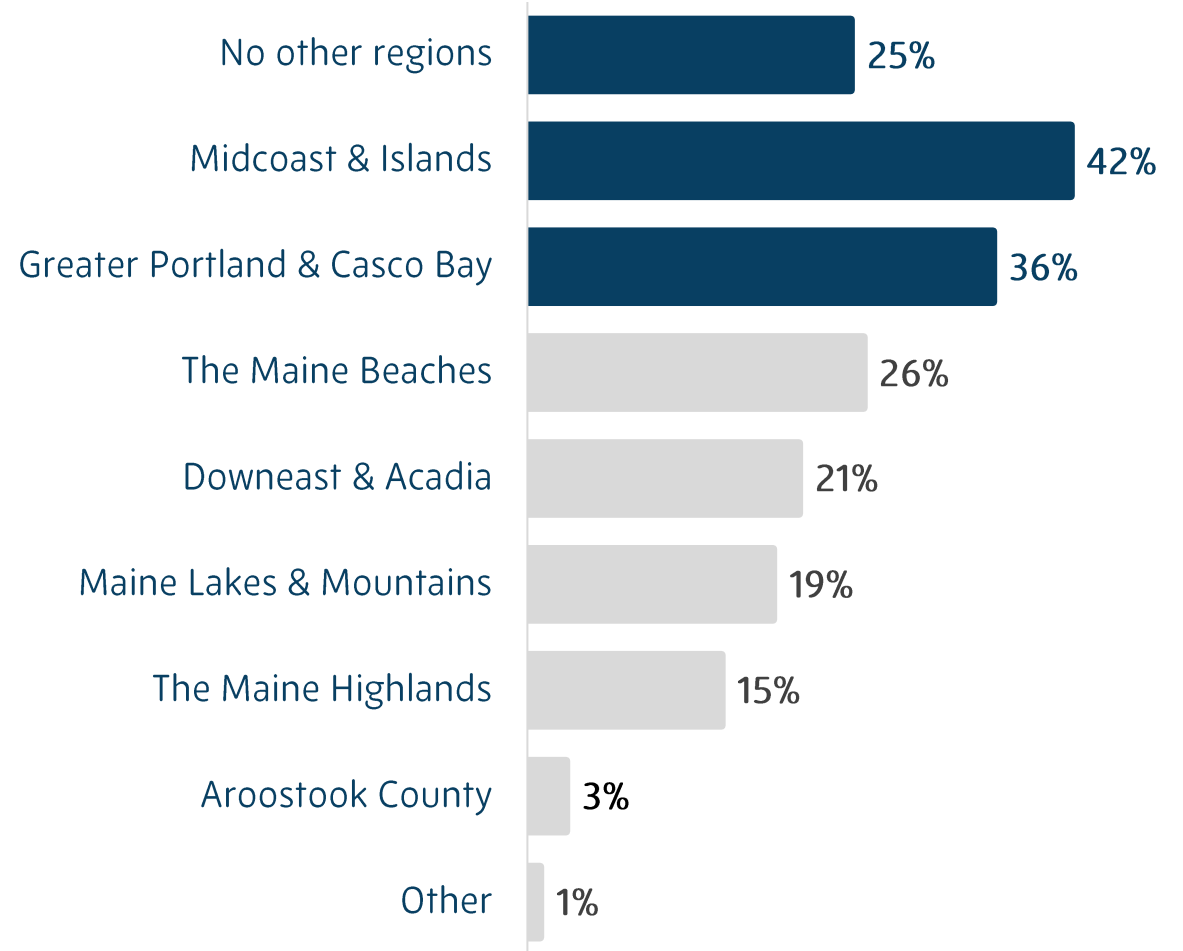 No other regions 25%
Midcoast & Islands 42%
Greater Portland & Casco Bay 36%
The Maine Beaches 26%
Downeast & Acadia 21%
Maine Lakes & Mountains 19%
The Maine Highlands 15%
Aroostook County 3%
Other 1%